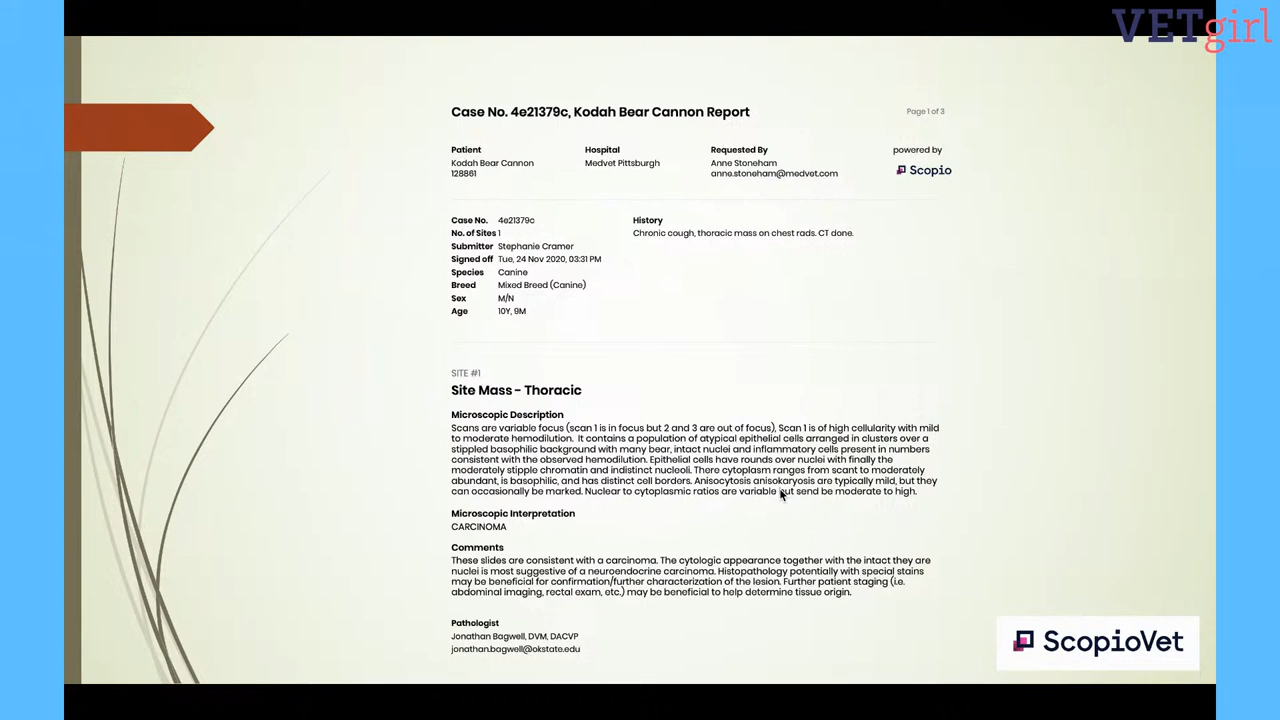 VETgirl
Case No. 4e21379c, Kodah Bear Cannon Report
Page 1 of 3
Patient
Kodah Bear Cannon
128861
Hospital
Medvet Pittsburgh
Requested By
Anne Stoneham
anne.stoneham@medvet.com
powered by
Scopio
Case No. 4e21379c
No. of Sites 1
Submitter Stephanie Cramer
Signed off Tue, 24 Nov 2020, 03:31 PM
Species Canine
Breed Mixed Breed (Canine)
Sex M/N
Age 10Y, 9M
History
Chronic cough, thoracic mass on chest rads. CT done.
SITE #1
Site Mass - Thoracic
Microscopic Description
Scans are variable focus (scan 1 is in focus but 2 and 3 are out of focus), Scan 1 is of high cellularity with mild
to moderate hemodilution. It contains a population of atypical epithelial cells arranged in clusters over a
stippled basophilic background with many bear, intact nuclei and inflammatory cells present in numbers
consistent with the observed hemodilution. Epithelial cells have rounds over nuclei with finally the
moderately stipple chromatin and indistinct nucleoli. There cytoplasm ranges from scant to moderately
abundant, is basophilic, and has distinct cell borders. Anisocytosis anisokaryosis are typically mild, but they
can occasionally be marked. Nuclear to cytoplasmic ratios are variable but send be moderate to high.
Microscopic Interpretation
CARCINOMA
Comments
These slides are consistent with a carcinoma. The cytologic appearance together with the intact they are
nuclei is most suggestive of a neuroendocrine carcinoma. Histopathology potentially with special stains
may be beneficial for confirmation/further characterization of the lesion. Further patient staging (i.e.
abdominal imaging, rectal exam, etc.) may be beneficial to help determine tissue origin.
Pathologist
Jonathan Bagwell, DVM, DACVP
jonathan.bagwell@okstate.edu
ScopioVet